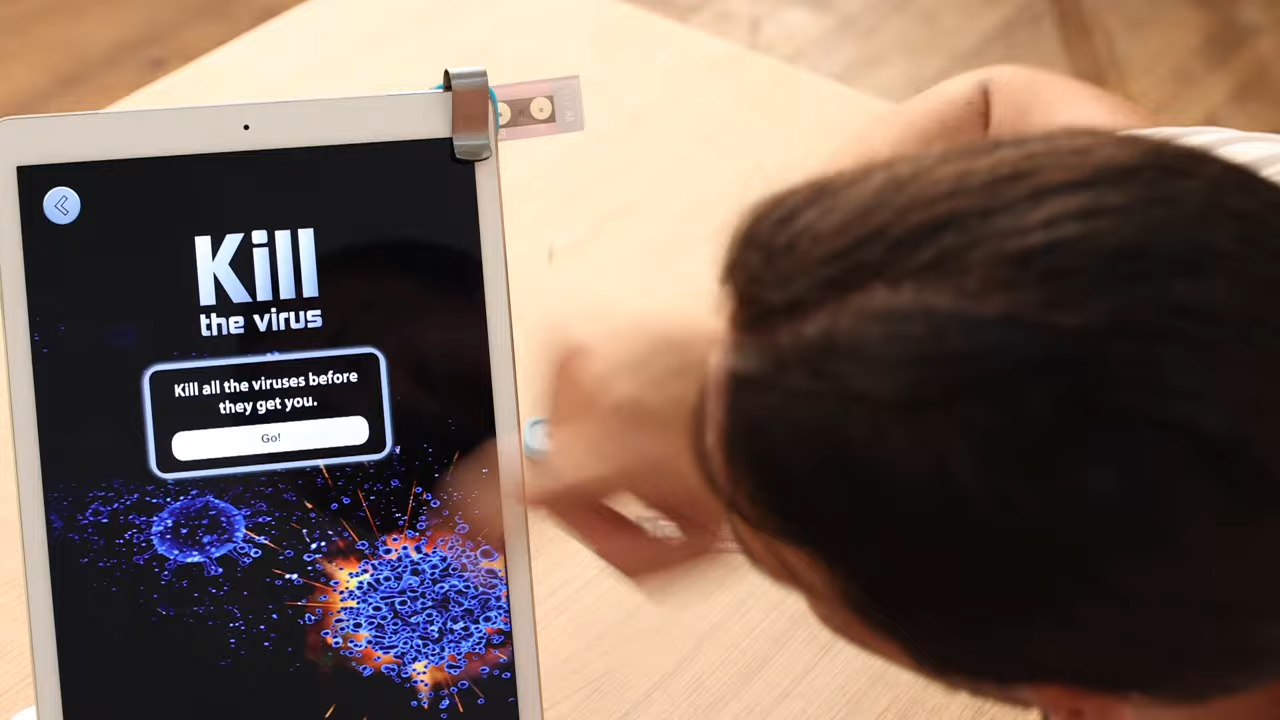 Kill
the virus
Kill all the viruses before
they get you.
Go!